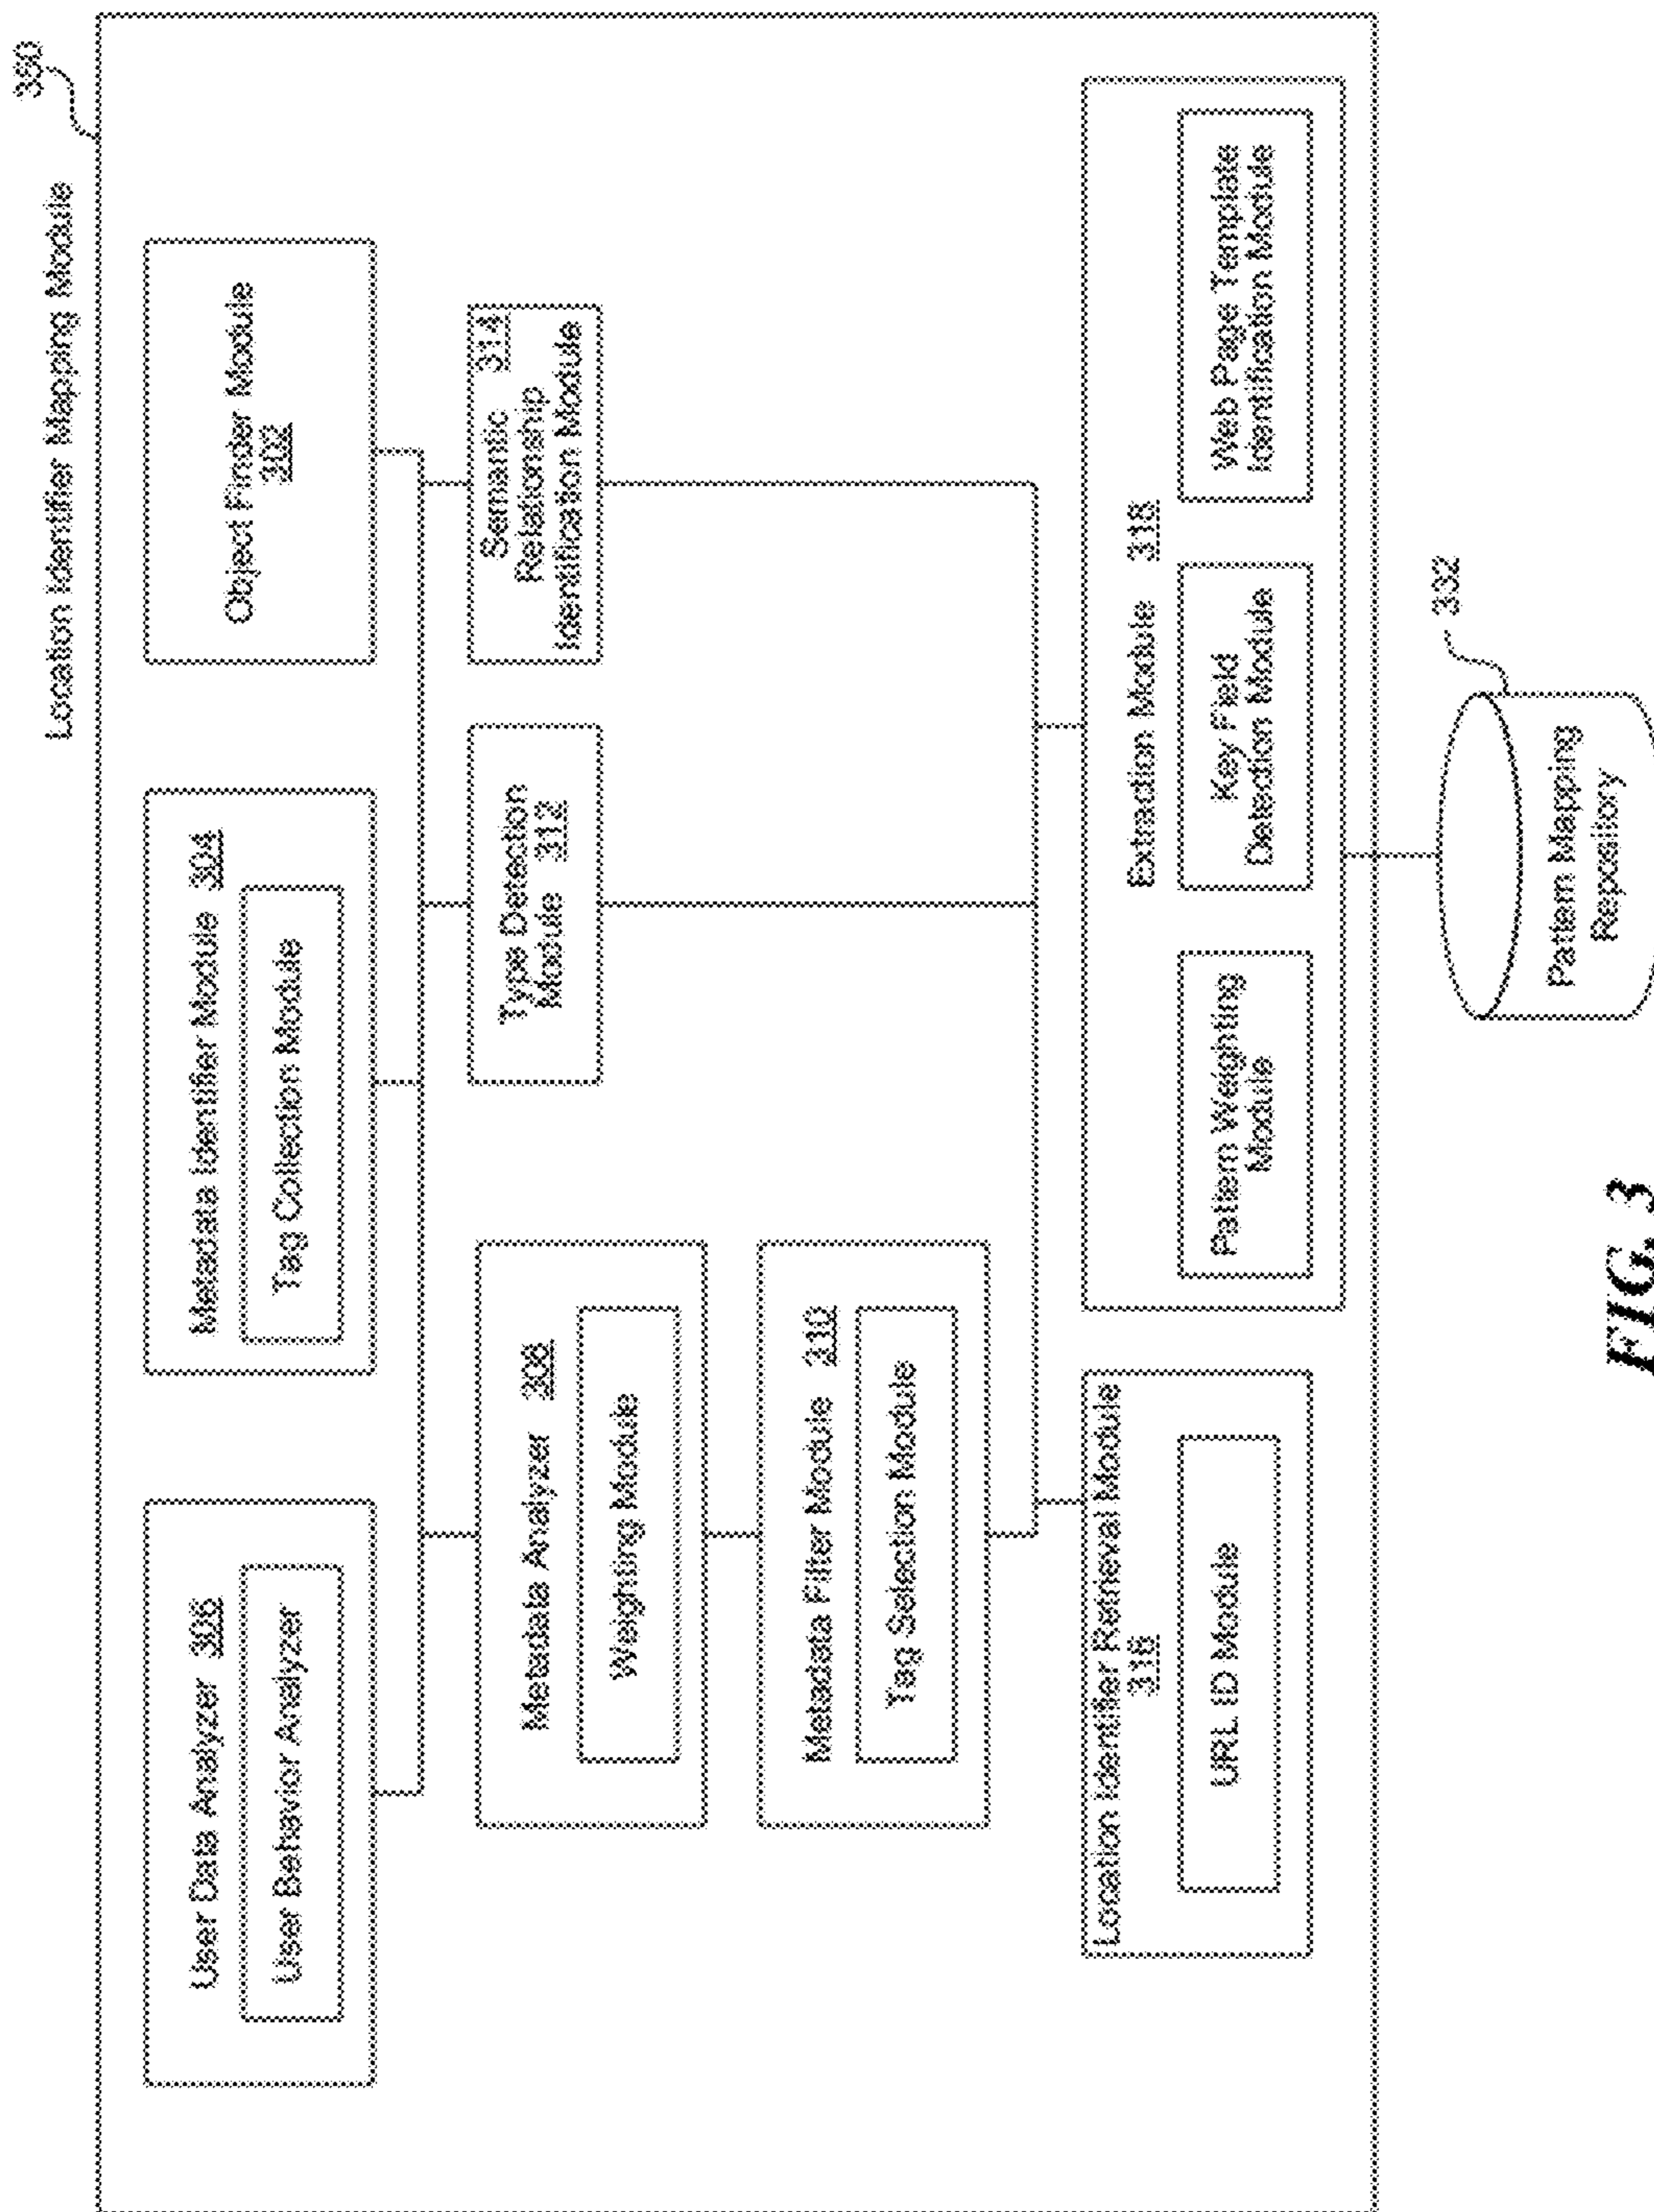 Location Identifier Mapping Module
User Data Analyzer 306
User Behavior Analyzer
Metadata Identifier Module 304
Tag Collection Module
Object Finder Module
302
Metadata Analyzer 308
Weighting Module
Type Detection
Module 312
Semantic 314
Relationship
Identification Module
Metadata Filter Module 310
Tag Selection Module
Location Identifier Retrieval Module
316
URL ID Module
Extraction Module 318
Pattern Weighting
Module
Key Field
Detection Module
Web Page Template
Identification Module
332
Pattern Mapping
Repository
FIG. 3